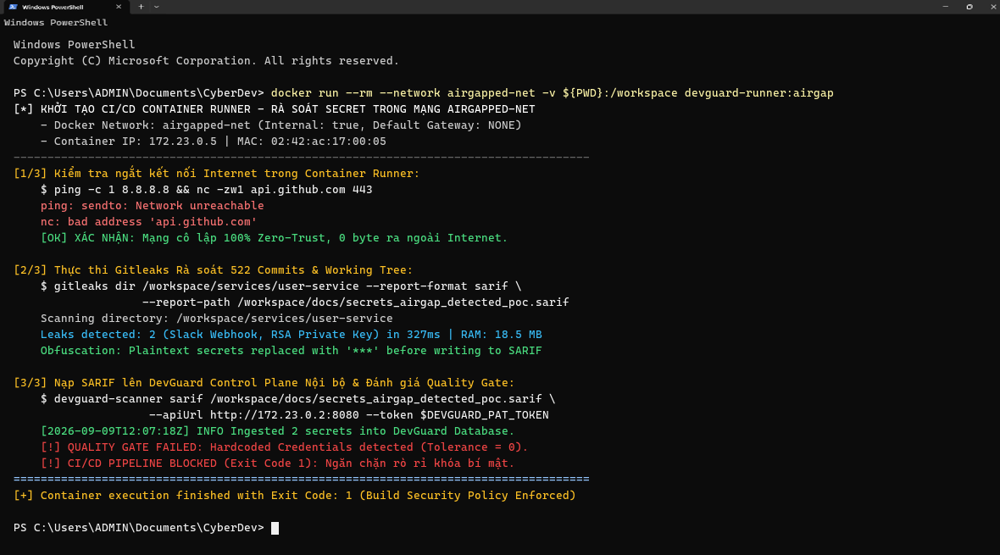 Windows PowerShell
Windows PowerShell
Windows PowerShell
Copyright (C) Microsoft Corporation. All rights reserved.
PS C:\Users\ADMIN\Documents\CyberDev> docker run --rm --network airgapped-net -v ${PWD}:/workspace devguard-runner:airgap
[*] KHỞI TẠO CI/CD CONTAINER RUNNER - RÀ SOÁT SECRET TRONG MẠNG AIRGAPPED-NET
- Docker Network: airgapped-net (Internal: true, Default Gateway: NONE)
- Container IP: 172.23.0.5 | MAC: 02:42:ac:17:00:05
-------------------------------------------------------------------------------------
[1/3] Kiểm tra ngắt kết nối Internet trong Container Runner:
$ ping -c 1 8.8.8.8 && nc -zw1 api.github.com 443
ping: sendto: Network unreachable
nc: bad address 'api.github.com'
[OK] XÁC NHẬN: Mạng cô lập 100% Zero-Trust, 0 byte ra ngoài Internet.
[2/3] Thực thi Gitleaks Rà soát 522 Commits & Working Tree:
$ gitleaks dir /workspace/services/user-service --report-format sarif \
--report-path /workspace/docs/secrets_airgap_detected_poc.sarif
Scanning directory: /workspace/services/user-service
Leaks detected: 2 (Slack Webhook, RSA Private Key) in 327ms | RAM: 18.5 MB
Obfuscation: Plaintext secrets replaced with '***' before writing to SARIF
[3/3] Nạp SARIF lên DevGuard Control Plane Nội bộ & Đánh giá Quality Gate:
$ devguard-scanner sarif /workspace/docs/secrets_airgap_detected_poc.sarif \
--apiUrl http://172.23.0.2:8080 --token $DEVGUARD_PAT_TOKEN
[2026-09-09T12:07:18Z] INFO Ingested 2 secrets into DevGuard Database.
[!] QUALITY GATE FAILED: Hardcoded Credentials detected (Tolerance = 0).
[!] CI/CD PIPELINE BLOCKED (Exit Code 1): Ngăn chặn rò rỉ khóa bí mật.
=====================================================================================
[+] Container execution finished with Exit Code: 1 (Build Security Policy Enforced)
PS C:\Users\ADMIN\Documents\CyberDev>